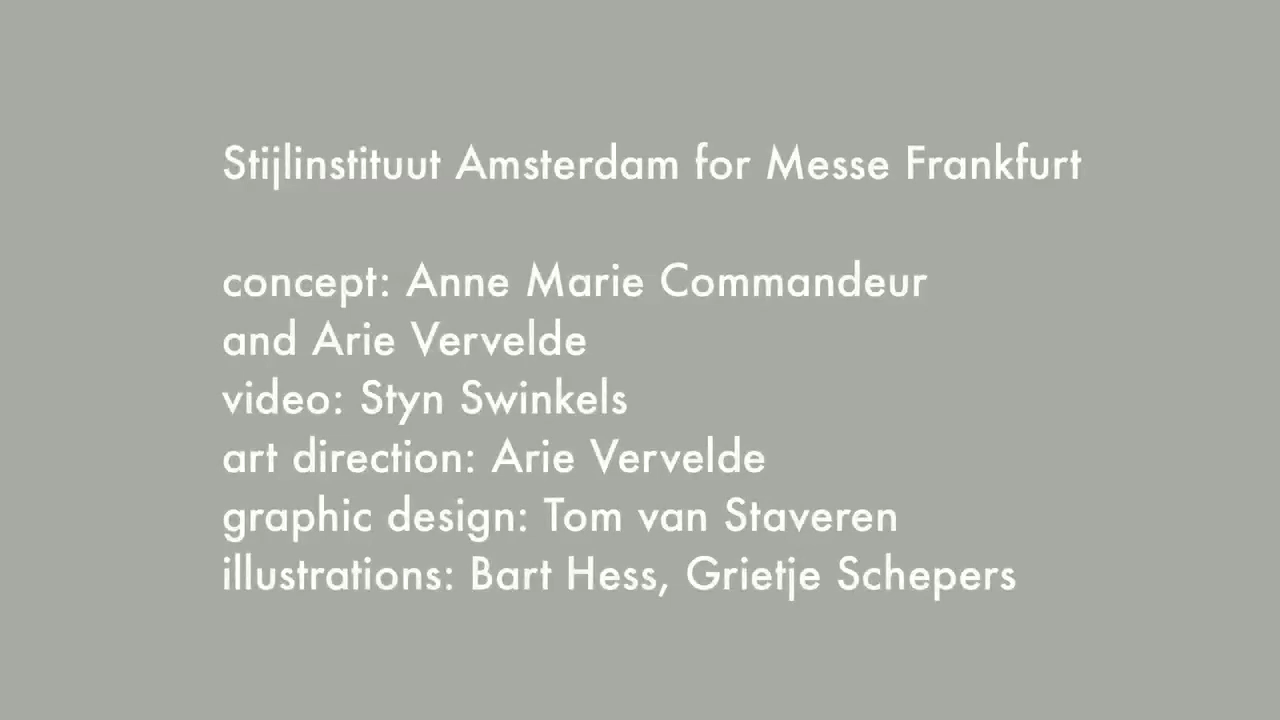 Stijlinstituut Amsterdam for Messe Frankfurt
concept: Anne Marie Commandeur
and Arie Vervelde
video: Styn Swinkels
art direction: Arie Vervelde
graphic design: Tom van Staveren
illustrations: Bart Hess, Grietje Schepers